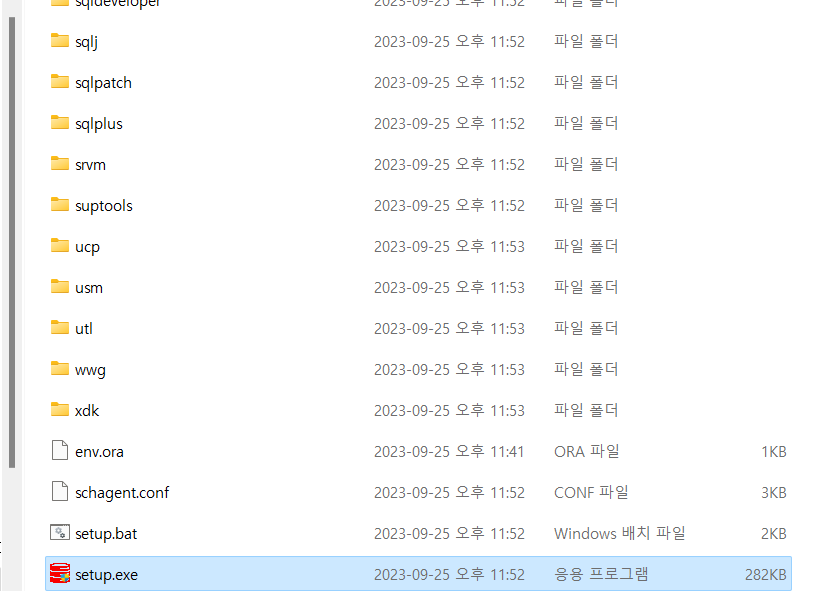 sqldeveloper 2023-09-25 오후 11:52 파일 폴더
sqlj 2023-09-25 오후 11:52 파일 폴더
sqlpatch 2023-09-25 오후 11:52 파일 폴더
sqlplus 2023-09-25 오후 11:52 파일 폴더
srvm 2023-09-25 오후 11:52 파일 폴더
suptools 2023-09-25 오후 11:52 파일 폴더
ucp 2023-09-25 오후 11:53 파일 폴더
usm 2023-09-25 오후 11:53 파일 폴더
utl 2023-09-25 오후 11:53 파일 폴더
wwg 2023-09-25 오후 11:53 파일 폴더
xdk 2023-09-25 오후 11:53 파일 폴더
env.ora 2023-09-25 오후 11:41 ORA 파일 1KB
schagent.conf 2023-09-25 오후 11:52 CONF 파일 3KB
setup.bat 2023-09-25 오후 11:52 Windows 배치 파일 2KB
setup.exe 2023-09-25 오후 11:52 응용 프로그램 282KB